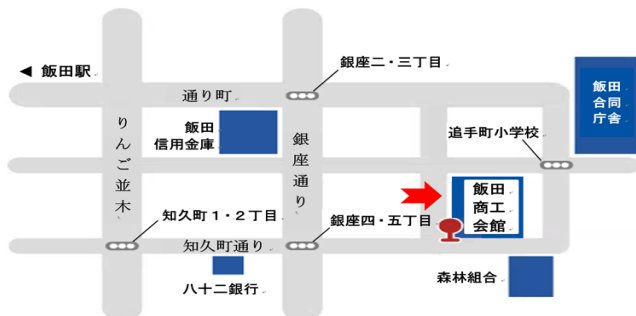 ◄ 飯田駅
通り町
銀座二・三丁目
飯田
合同
庁舎
飯田
信用金庫
りんご並木
銀座通り
追手町小学校
知久町1・2丁目
銀座四・五丁目
飯田
商工
会館
知久町通り
八十二銀行
森林組合